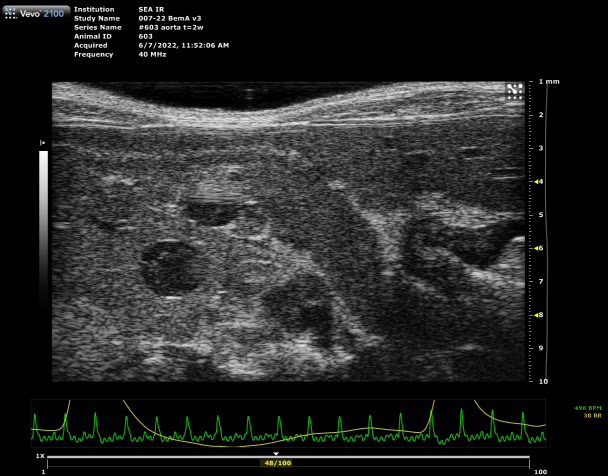 Vevo 2100
Institution SEA IR
Study Name 007-22 BemA v3
Series Name #603 aorta t=2w
Animal ID 603
Acquired 6/7/2022, 11:52:06 AM
Frequency 40 MHz
1 mm
2
3
4
5
6
7
8
9
10
496 BPM
38 RR
1X
48/100
1 100